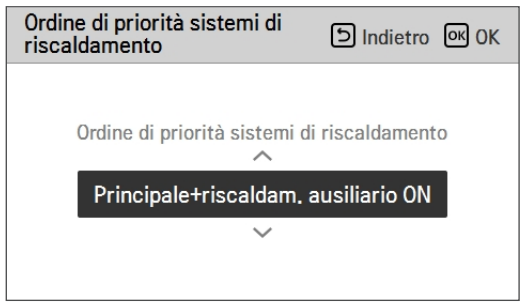 Ordine di priorità sistemi di
riscaldamento
Indietro OK OK
Ordine di priorità sistemi di riscaldamento
Principale+riscaldam. ausiliario ON